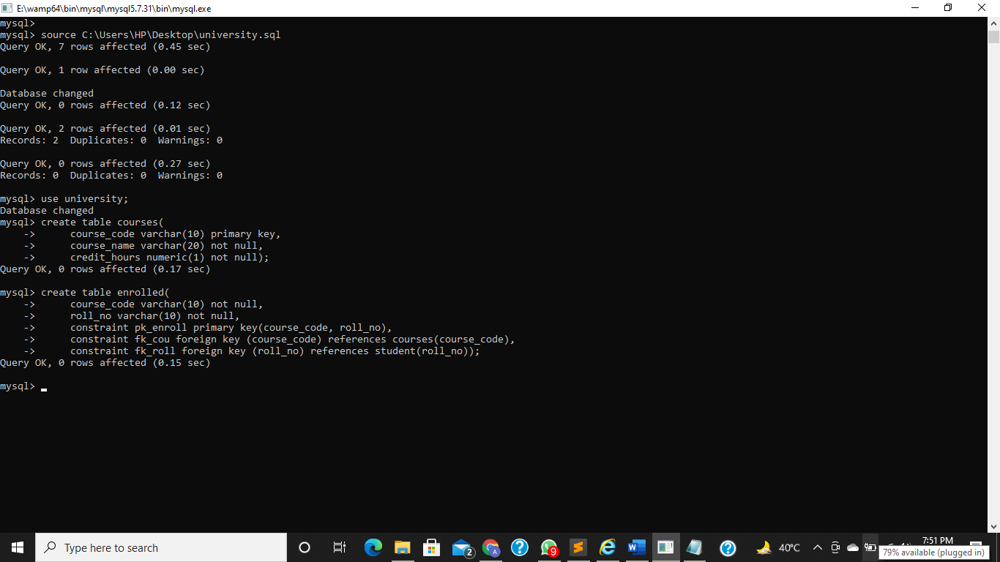 E:\wamp64\bin\mysql\mysql5.7.31\bin\mysql.exe
mysql>
mysql> source C:\Users\HP\Desktop\university.sql
Query OK, 7 rows affected (0.45 sec)
Query OK, 1 row affected (0.00 sec)
Database changed
Query OK, 0 rows affected (0.12 sec)
Query OK, 2 rows affected (0.01 sec)
Records: 2  Duplicates: 0  Warnings: 0
Query OK, 0 rows affected (0.27 sec)
Records: 0  Duplicates: 0  Warnings: 0
mysql> use university;
Database changed
mysql> create table courses(
    ->      course_code varchar(10) primary key,
    ->      course_name varchar(20) not null,
    ->      credit_hours numeric(1) not null);
Query OK, 0 rows affected (0.17 sec)
mysql> create table enrolled(
    ->      course_code varchar(10) not null,
    ->      roll_no varchar(10) not null,
    ->      constraint pk_enroll primary key(course_code, roll_no),
    ->      constraint fk_cou foreign key (course_code) references courses(course_code),
    ->      constraint fk_roll foreign key (roll_no) references student(roll_no));
Query OK, 0 rows affected (0.15 sec)
mysql>
Type here to search
2
A
9
40°C
7:51 PM
79% available (plugged in)